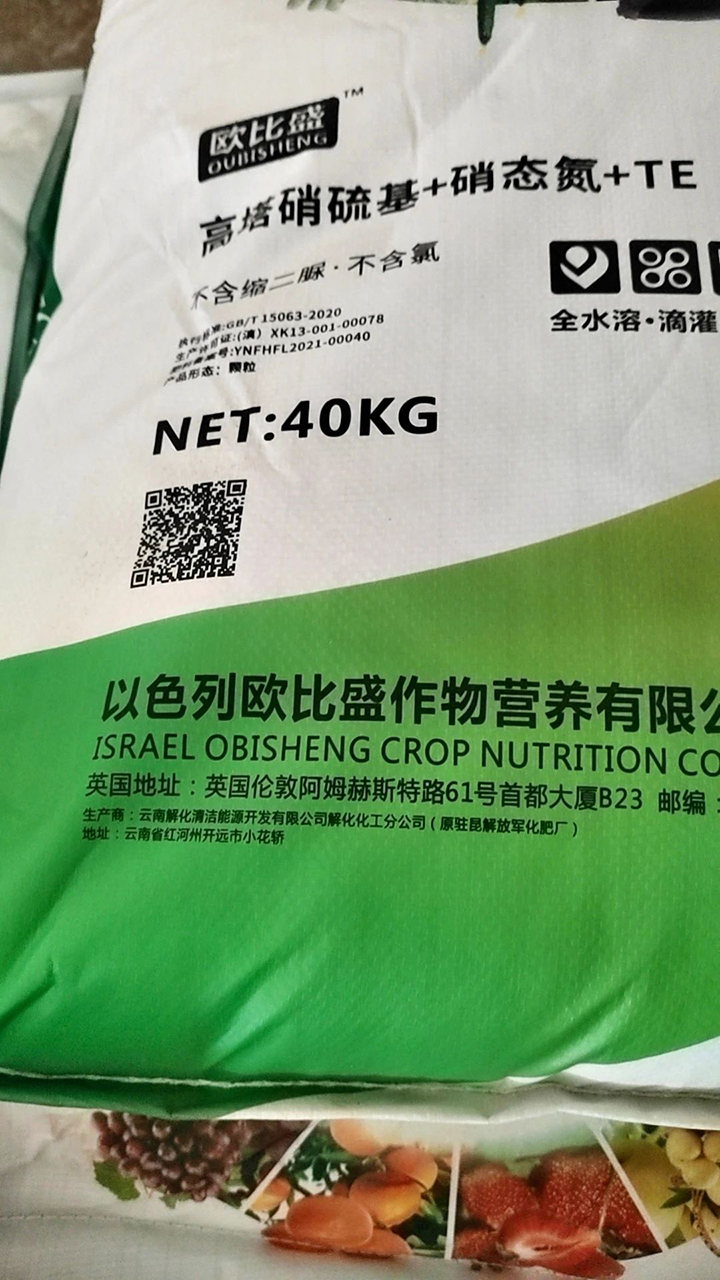 欧比盛 TM
OUBISHENG
高塔硝硫基+硝态氮+TE
不含缩二脲·不含氯
全水溶·滴灌
执行标准:GB/T 15063-2020
生产许可证:(滇) XK13-001-00078
肥料备案号:YNFHFL2021-00040
产品形态：颗粒
NET:40KG
以色列欧比盛作物营养有限公
ISRAEL OBISHENG CROP NUTRITION CO
英国地址：英国伦敦阿姆赫斯特路61号首都大厦B23 邮编：
生产商：云南解化清洁能源开发有限公司解化化工分公司（原驻昆解放军化肥厂）
地址：云南省红河州开远市小花轿